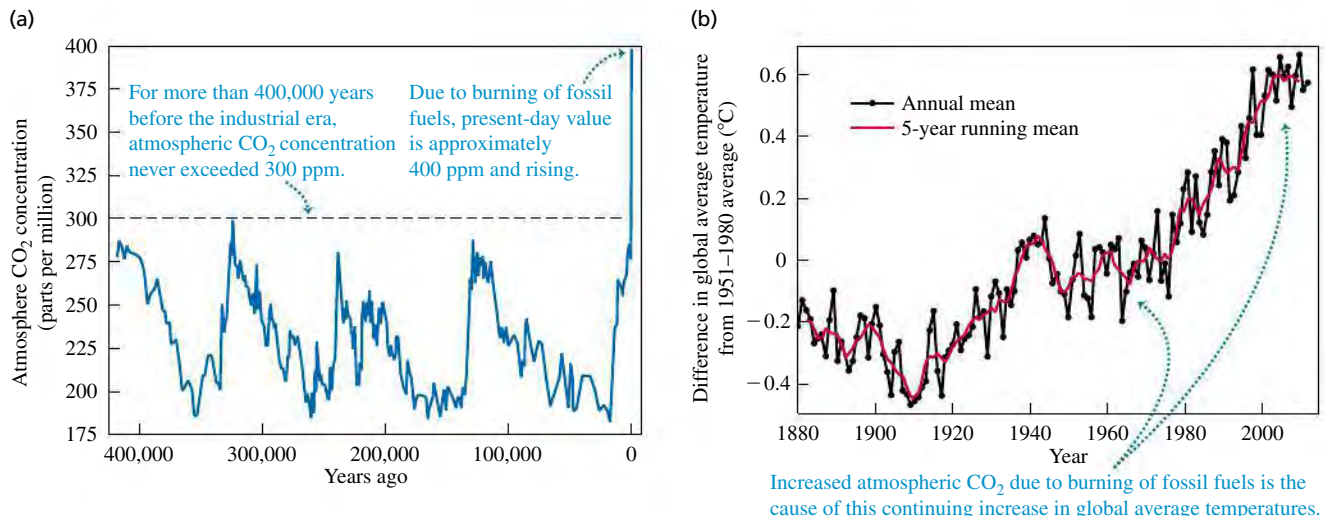 (a)
400
375
350
325
300
275
250
225
200
175
Atmosphere CO₂ concentration
(parts per million)
For more than 400,000 years
before the industrial era,
atmospheric CO₂ concentration
never exceeded 300 ppm.
Due to burning of fossil
fuels, present-day value
is approximately
400 ppm and rising.
400,000 300,000 200,000 100,000 0
Years ago
(b)
Difference in global average temperature
from 1951–1980 average (°C)
0.6
0.4
0.2
0
−0.2
−0.4
Annual mean
5-year running mean
1880 1900 1920 1940 1960 1980 2000
Year
Increased atmospheric CO₂ due to burning of fossil fuels is the
cause of this continuing increase in global average temperatures.